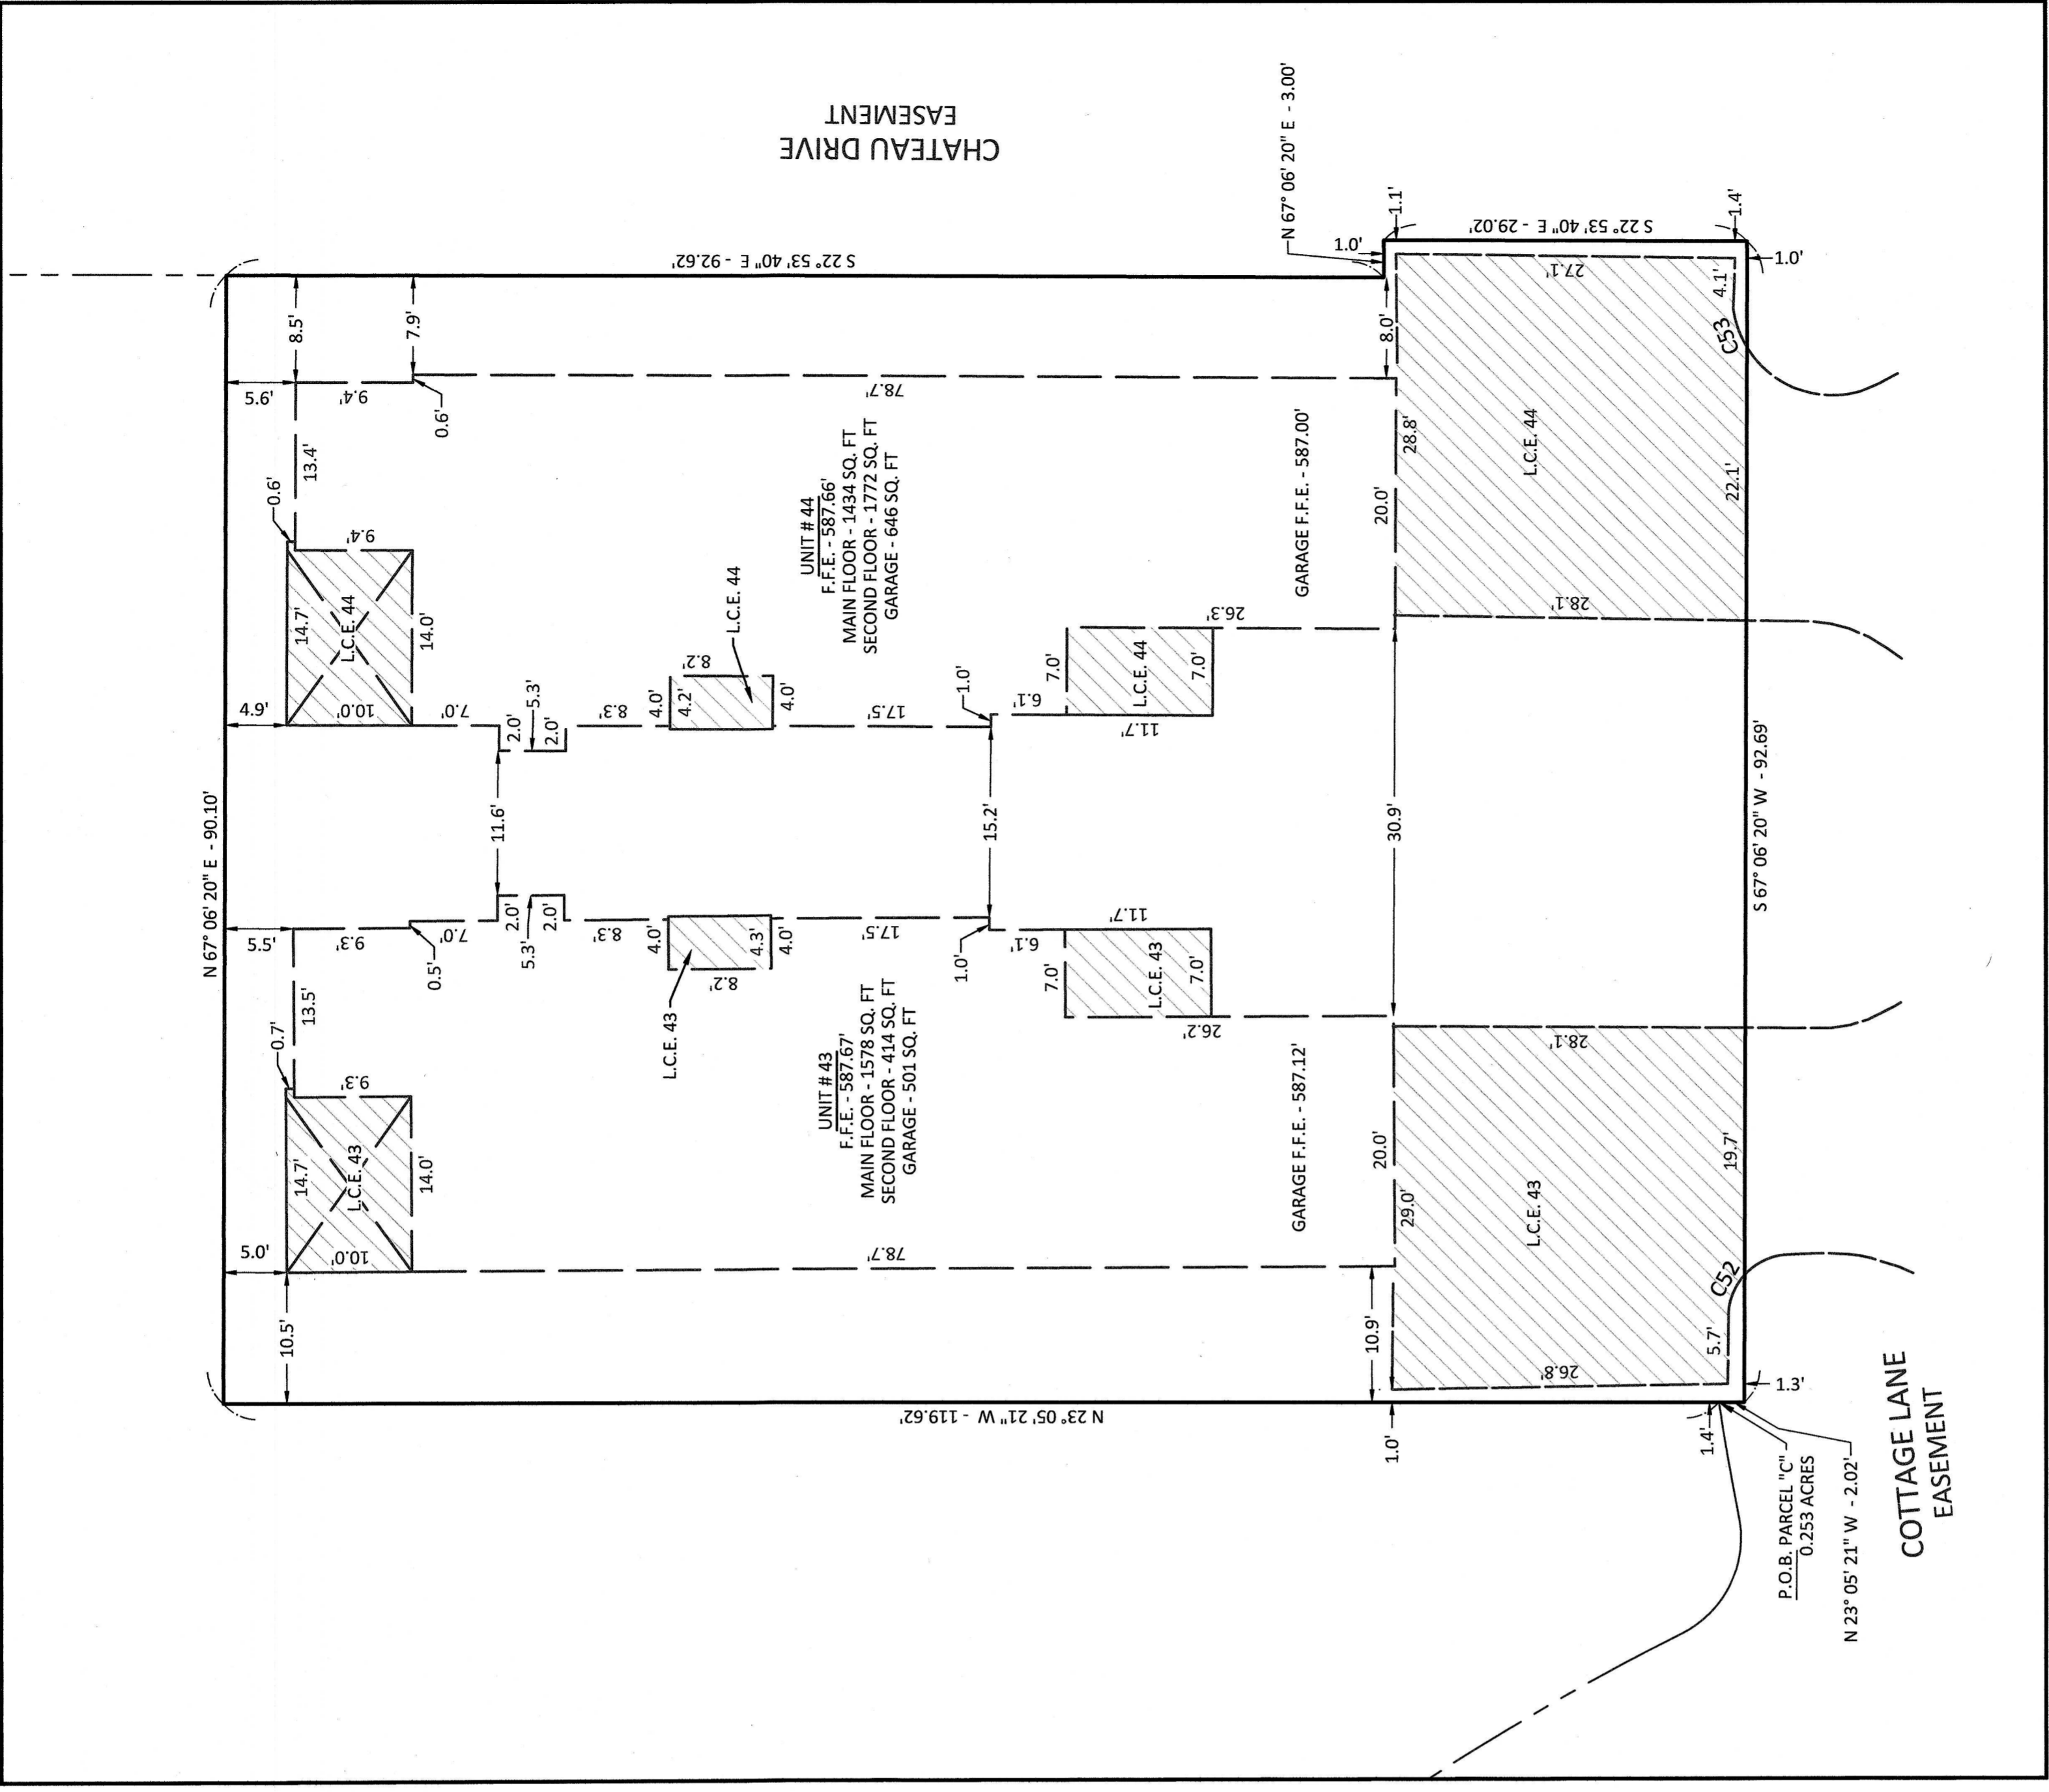 CHATEAU DRIVE
EASEMENT
N 67° 06' 20" E - 3.00'
S 22° 53' 40" E - 92.62'
S 22° 53' 40" E - 29.02'
1.0'
1.1'
1.4'
1.0'
8.5'
7.9'
8.0'
27.1'
4.1'
C53
5.6'
9.4'
0.6'
78.7'
13.4'
0.6'
28.8'
20.0'
L.C.E. 44
22.1'
UNIT # 44
F.F.E. - 587.66'
MAIN FLOOR - 1434 SQ. FT
SECOND FLOOR - 1772 SQ. FT
GARAGE - 646 SQ. FT
GARAGE F.F.E. - 587.00'
9.4'
14.7'
L.C.E. 44
14.0'
10.0'
4.9'
7.0'
2.0'
5.3'
2.0'
8.3'
4.0'
4.2'
8.2'
4.0'
L.C.E. 44
17.5'
1.0'
6.1'
7.0'
L.C.E. 44
7.0'
11.7'
26.3'
28.1'
N 67° 06' 20" E - 90.10'
11.6'
15.2'
30.9'
S 67° 06' 20" W - 92.69'
5.5'
9.3'
0.5'
7.0'
2.0'
5.3'
2.0'
8.3'
4.0'
4.3'
4.0'
8.2'
L.C.E. 43
17.5'
1.0'
6.1'
11.7'
7.0'
L.C.E. 43
7.0'
26.2'
28.1'
13.5'
0.7'
9.3'
14.7'
L.C.E. 43
14.0'
10.0'
5.0'
UNIT # 43
F.F.E. - 587.67'
MAIN FLOOR - 1578 SQ. FT
SECOND FLOOR - 414 SQ. FT
GARAGE - 501 SQ. FT
GARAGE F.F.E. - 587.12'
20.0'
29.0'
L.C.E. 43
19.7'
78.7'
C52
10.5'
10.9'
26.8'
5.7'
1.3'
N 23° 05' 21" W - 119.62'
1.0'
1.4'
P.O.B. PARCEL "C"
0.253 ACRES
N 23° 05' 21" W - 2.02'
COTTAGE LANE
EASEMENT